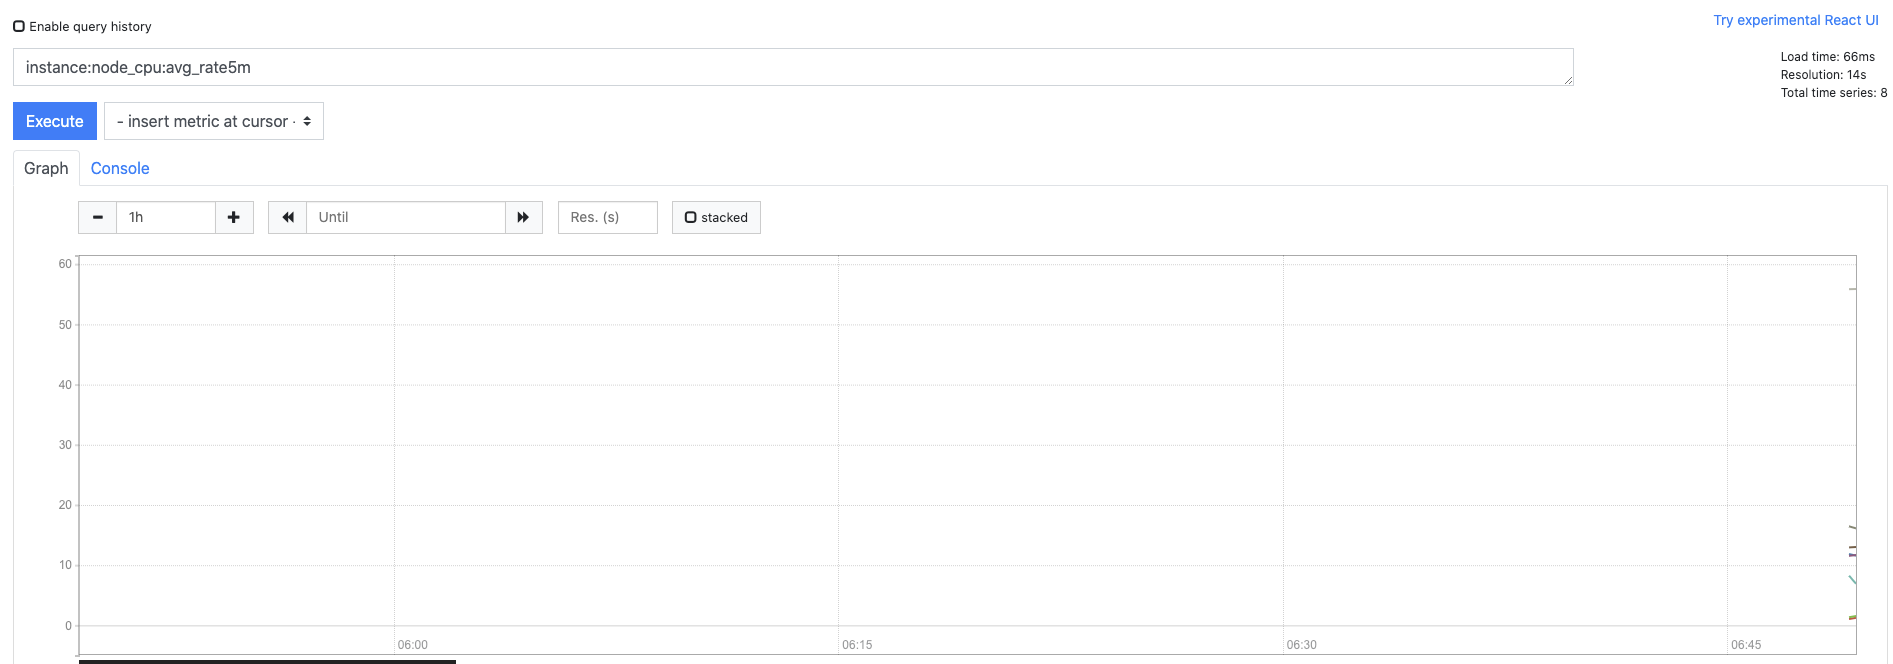 Enable query history
Try experimental React UI
instance:node_cpu:avg_rate5m
Load time: 66ms
Resolution: 14s
Total time series: 8
Execute
- insert metric at cursor -
Graph
Console
1h
Until
Res. (s)
stacked
60
50
40
30
20
10
0
06:00
06:15
06:30
06:45